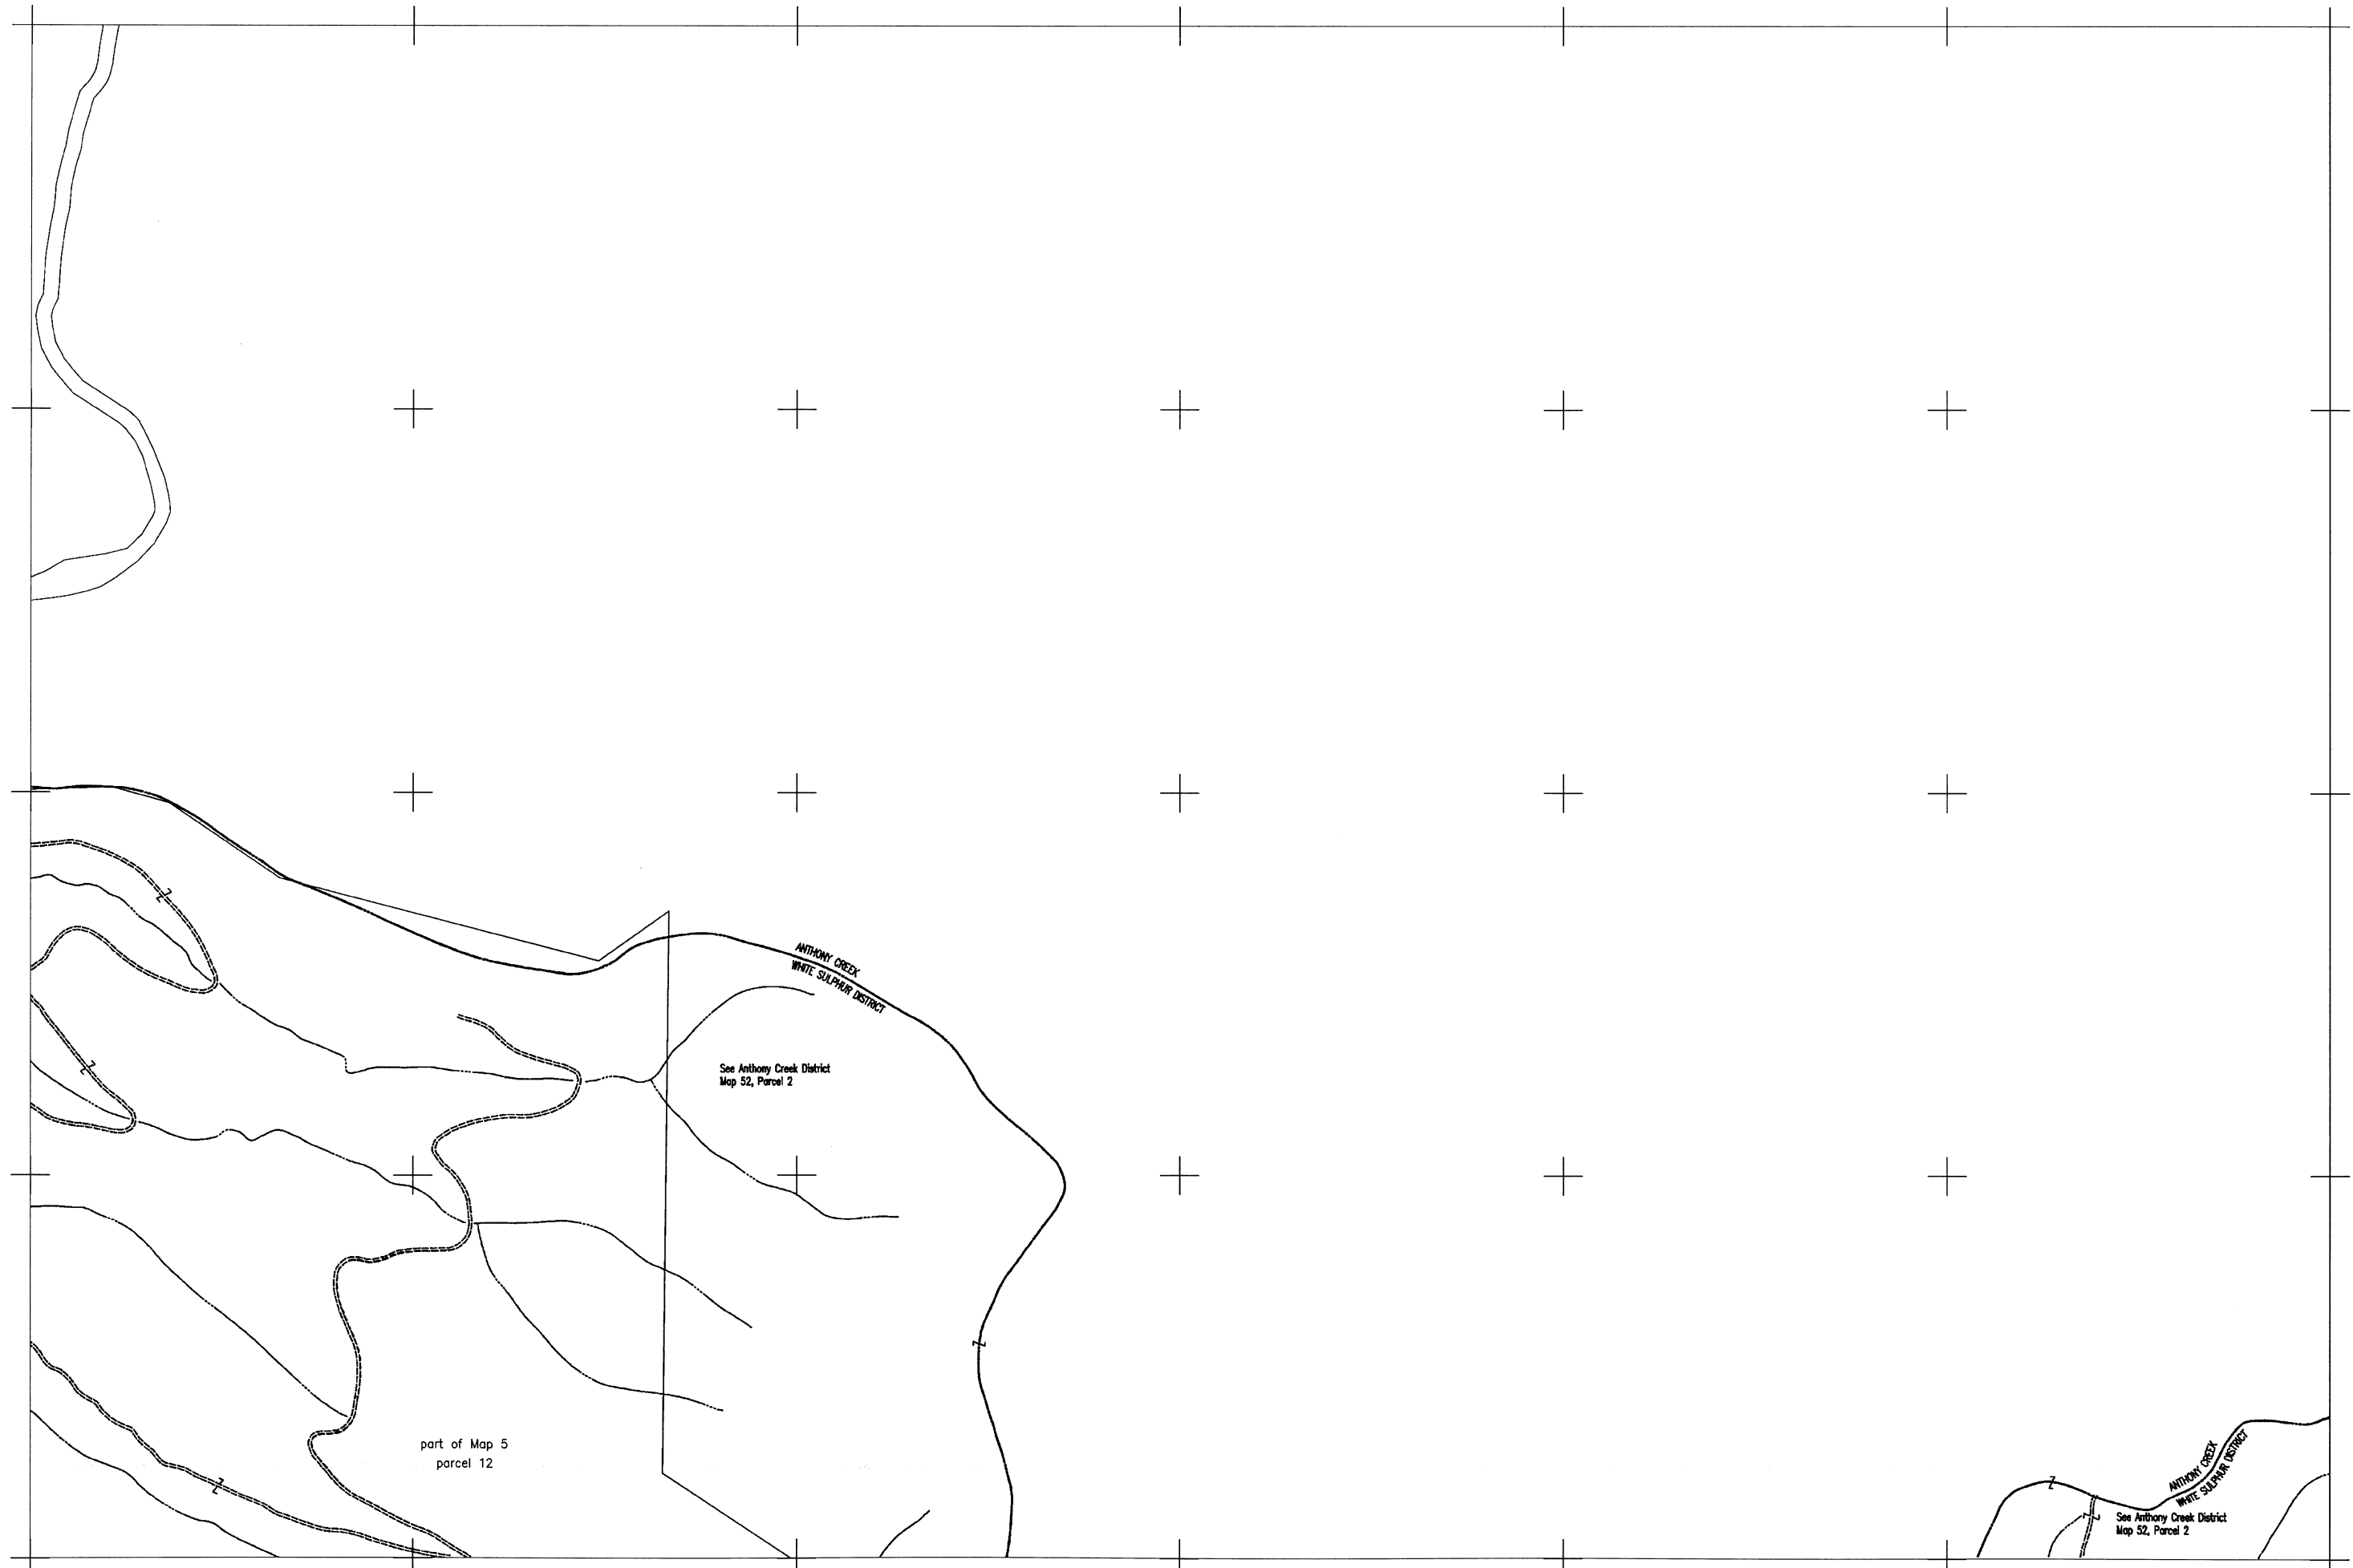 ANTHONY CREEK
WHITE SULPHUR DISTRICT
See Anthony Creek District
Map 52, Parcel 2
part of Map 5
parcel 12
ANTHONY CREEK
WHITE SULPHUR DISTRICT
See Anthony Creek District
Map 52, Parcel 2